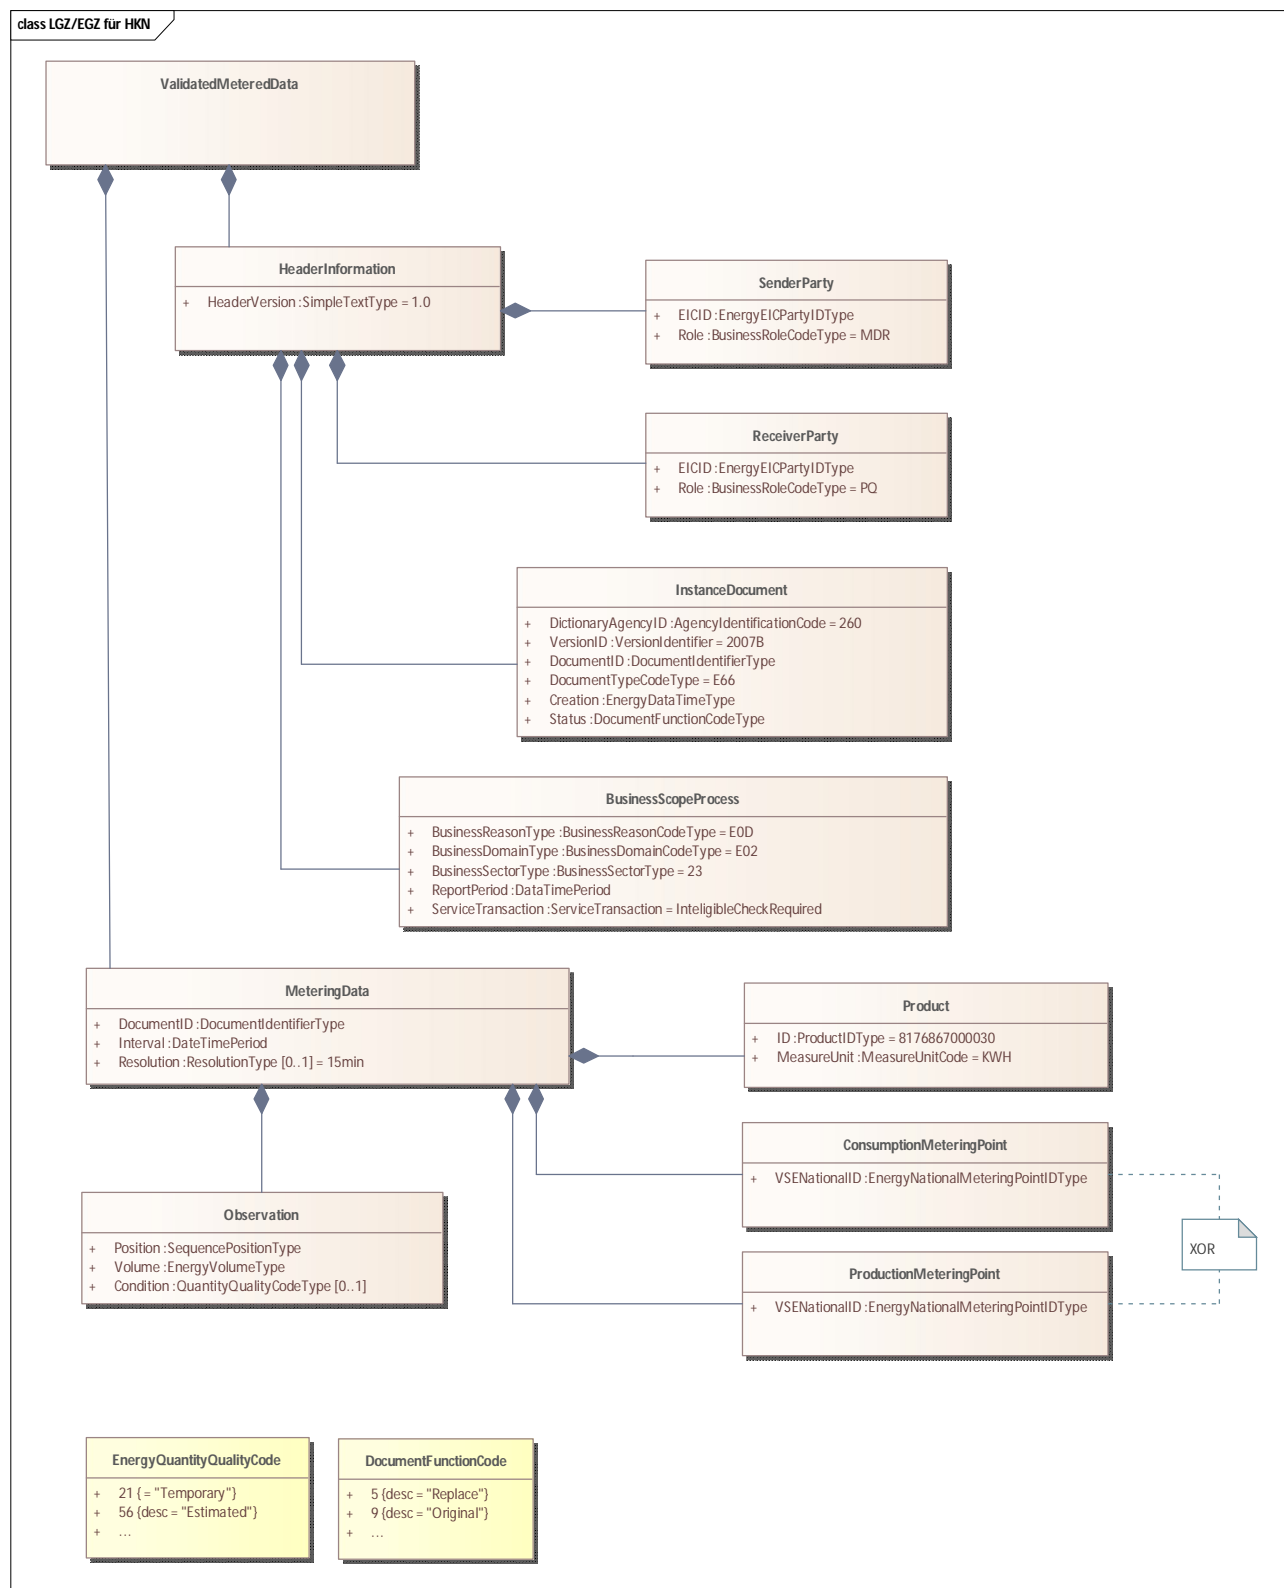 class LGZ/EGZ für HKN
ValidatedMeteredData
HeaderInformation
+ HeaderVersion :SimpleTextType = 1.0
SenderParty
+ EICID :EnergyEICPartyIDType
+ Role :BusinessRoleCodeType = MDR
ReceiverParty
+ EICID :EnergyEICPartyIDType
+ Role :BusinessRoleCodeType = PQ
InstanceDocument
+ DictionaryAgencyID :AgencyIdentificationCode = 260
+ VersionID :VersionIdentifier = 2007B
+ DocumentID :DocumentIdentifierType
+ DocumentTypeCodeType = E66
+ Creation :EnergyDataTimeType
+ Status :DocumentFunctionCodeType
BusinessScopeProcess
+ BusinessReasonType :BusinessReasonCodeType = E0D
+ BusinessDomainType :BusinessDomainCodeType = E02
+ BusinessSectorType :BusinessSectorType = 23
+ ReportPeriod :DataTimePeriod
+ ServiceTransaction :ServiceTransaction = InteligibleCheckRequired
MeteringData
+ DocumentID :DocumentIdentifierType
+ Interval :DateTimePeriod
+ Resolution :ResolutionType [0..1] = 15min
Product
+ ID :ProductIDType = 8176867000030
+ MeasureUnit :MeasureUnitCode = KWH
ConsumptionMeteringPoint
+ VSENationalID :EnergyNationalMeteringPointIDType
Observation
+ Position :SequencePositionType
+ Volume :EnergyVolumeType
+ Condition :QuantityQualityCodeType [0..1]
XOR
ProductionMeteringPoint
+ VSENationalID :EnergyNationalMeteringPointIDType
EnergyQuantityQualityCode
+ 21 { = "Temporary"}
+ 56 {desc = "Estimated"}
+ ...
DocumentFunctionCode
+ 5 {desc = "Replace"}
+ 9 {desc = "Original"}
+ ...